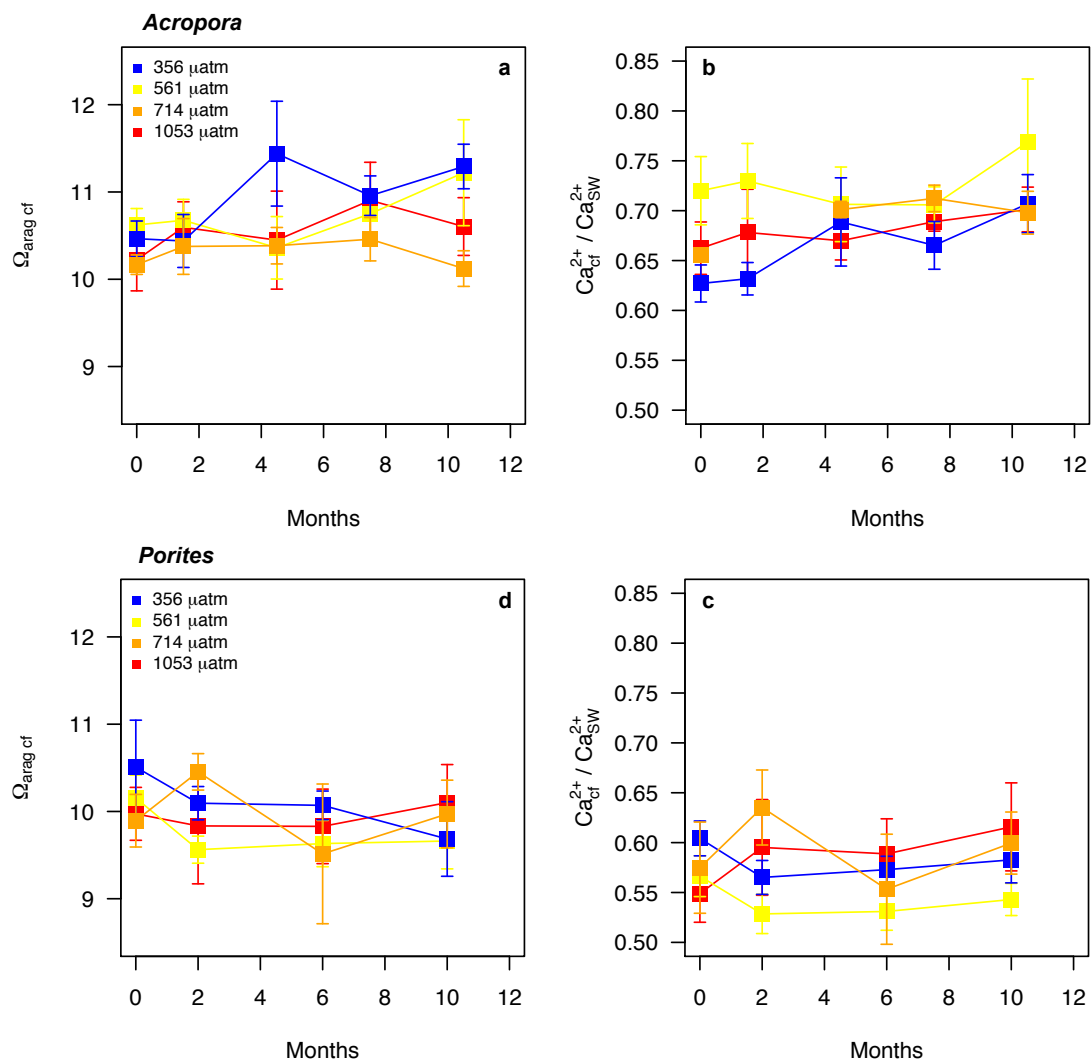 Acropora
a
356 μatm
561 μatm
714 μatm
1053 μatm
12
11
10
9
Ωarag cf
0 2 4 6 8 10 12
Months
b
0.85
0.80
0.75
0.70
0.65
0.60
0.55
0.50
Ca²⁺cf / Ca²⁺SW
0 2 4 6 8 10 12
Months
Porites
d
356 μatm
561 μatm
714 μatm
1053 μatm
12
11
10
9
Ωarag cf
0 2 4 6 8 10 12
Months
c
0.85
0.80
0.75
0.70
0.65
0.60
0.55
0.50
Ca²⁺cf / Ca²⁺SW
0 2 4 6 8 10 12
Months